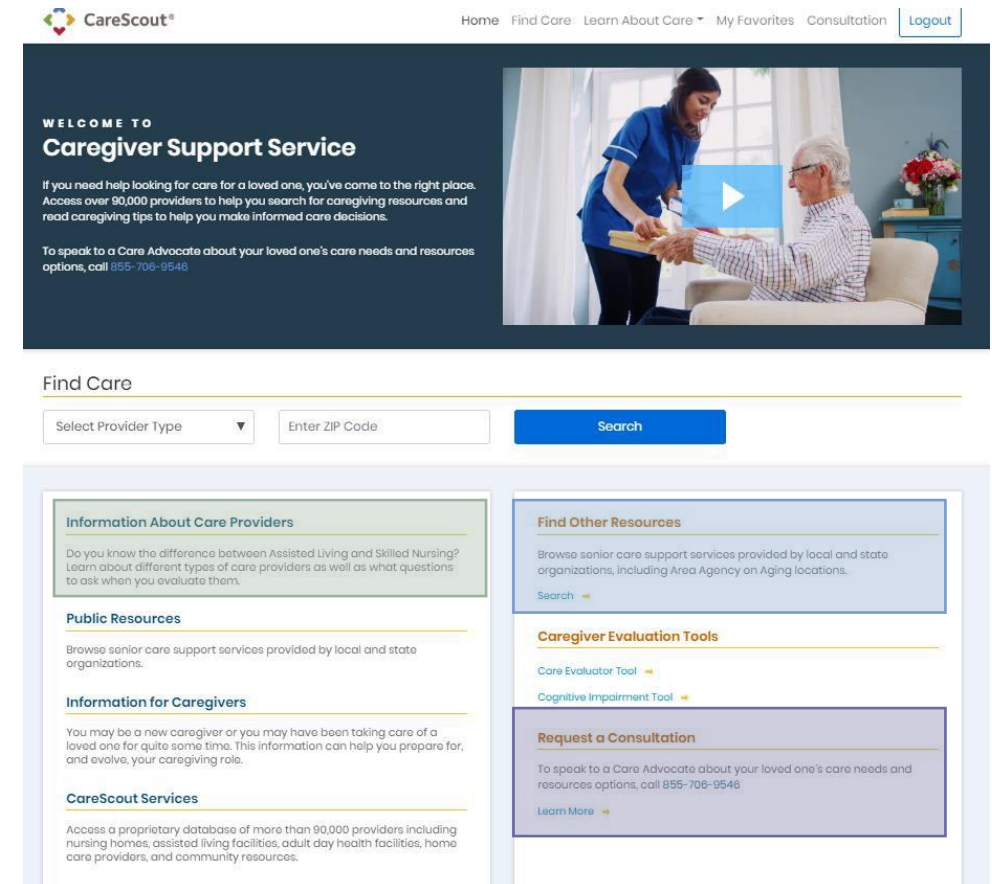 CareScout®
Home Find Care Learn About Care My Favorites Consultation Logout
WELCOME TO
Caregiver Support Service
If you need help looking for care for a loved one, you've come to the right place.
Access over 90,000 providers to help you search for caregiving resources and
read caregiving tips to help you make informed care decisions.
To speak to a Care Advocate about your loved one's care needs and resources
options, call 855-706-9546
Find Care
Select Provider Type
Enter ZIP Code
Search
Information About Care Providers
Do you know the difference between Assisted Living and Skilled Nursing?
Learn about different types of care providers as well as what questions
to ask when you evaluate them.
Public Resources
Browse senior care support services provided by local and state
organizations.
Information for Caregivers
You may be a new caregiver or you may have been taking care of a
loved one for quite some time. This information can help you prepare for,
and evolve, your caregiving role.
CareScout Services
Access a proprietary database of more than 90,000 providers including
nursing homes, assisted living facilities, adult day health facilities, home
care providers, and community resources.
Find Other Resources
Browse senior care support services provided by local and state
organizations, including Area Agency on Aging locations.
Search ➡
Caregiver Evaluation Tools
Care Evaluator Tool ➡
Cognitive Impairment Tool ➡
Request a Consultation
To speak to a Care Advocate about your loved one's care needs and
resources options, call 855-706-9546
Learn More ➡